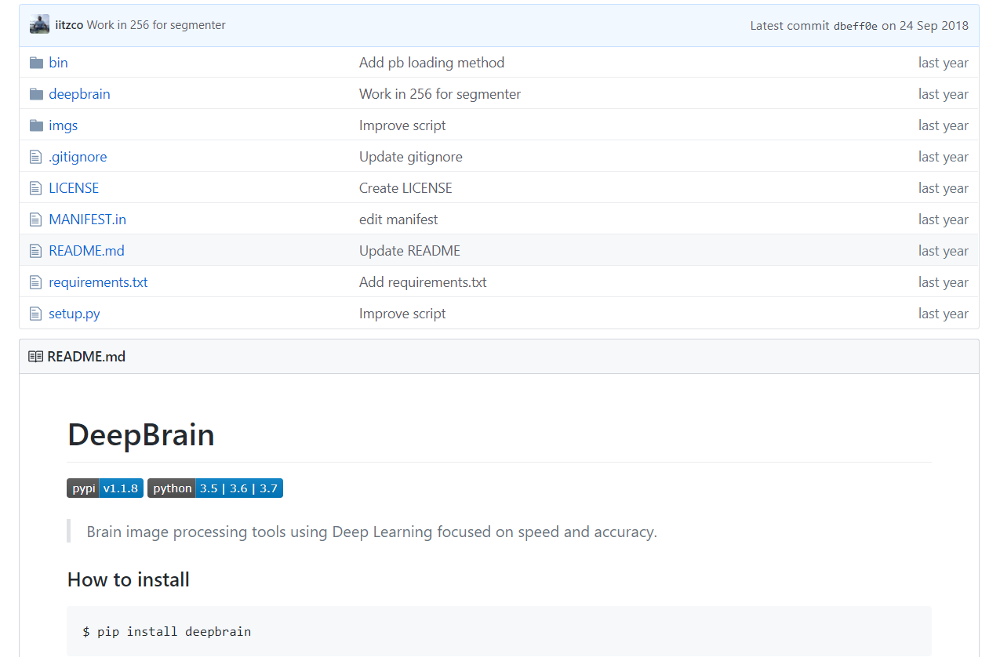 iitzco Work in 256 for segmenter Latest commit dbeff0e on 24 Sep 2018
bin Add pb loading method last year
deepbrain Work in 256 for segmenter last year
imgs Improve script last year
.gitignore Update gitignore last year
LICENSE Create LICENSE last year
MANIFEST.in edit manifest last year
README.md Update README last year
requirements.txt Add requirements.txt last year
setup.py Improve script last year
README.md
DeepBrain
pypi v1.1.8 python 3.5 | 3.6 | 3.7
Brain image processing tools using Deep Learning focused on speed and accuracy.
How to install
$ pip install deepbrain